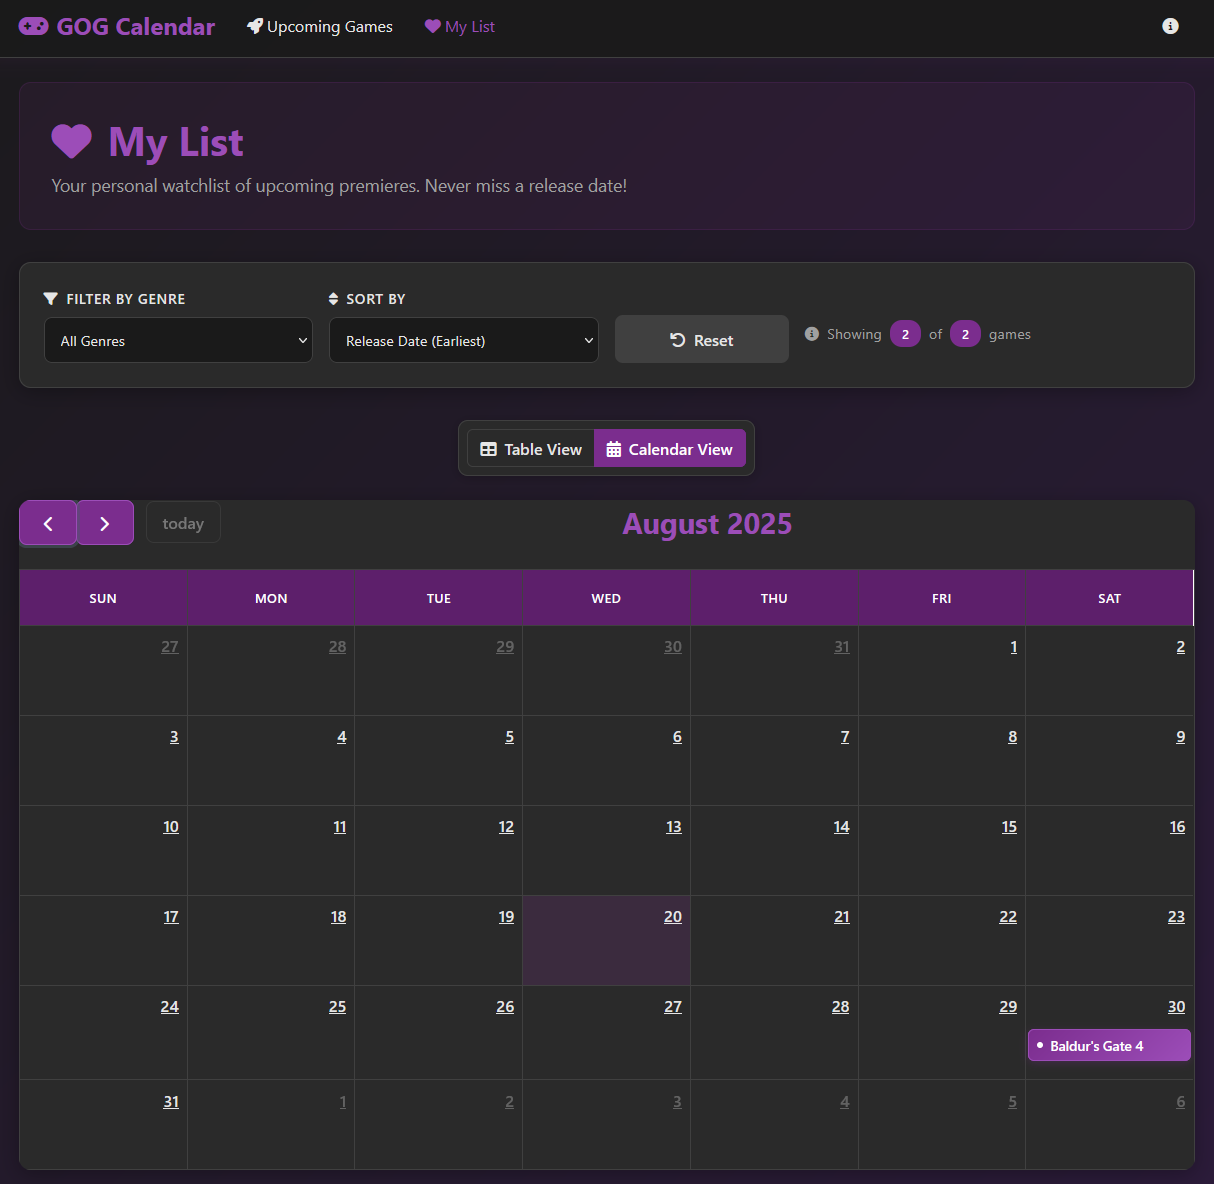 GOG Calendar Upcoming Games My List
My List
Your personal watchlist of upcoming premieres. Never miss a release date!
FILTER BY GENRE SORT BY
All Genres Release Date (Earliest) Reset Showing 2 of 2 games
Table View Calendar View
today August 2025
SUN MON TUE WED THU FRI SAT
27 28 29 30 31 1 2
3 4 5 6 7 8 9
10 11 12 13 14 15 16
17 18 19 20 21 22 23
24 25 26 27 28 29 30
Baldur's Gate 4
31 1 2 3 4 5 6